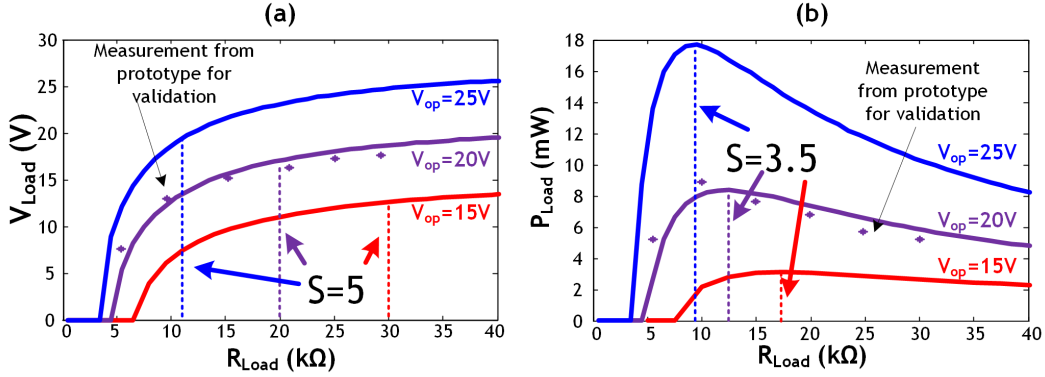 (a)
30
25
20
15
10
5
0
0 5 10 15 20 25 30 35 40
V_Load (V)
R_Load (kΩ)
Measurement from
prototype for
validation
V_op=25V
V_op=20V
V_op=15V
S=5
(b)
18
16
14
12
10
8
6
4
2
0
0 5 10 15 20 25 30 35 40
P_Load (mW)
R_Load (kΩ)
Measurement
from prototype
for validation
V_op=25V
V_op=20V
V_op=15V
S=3.5